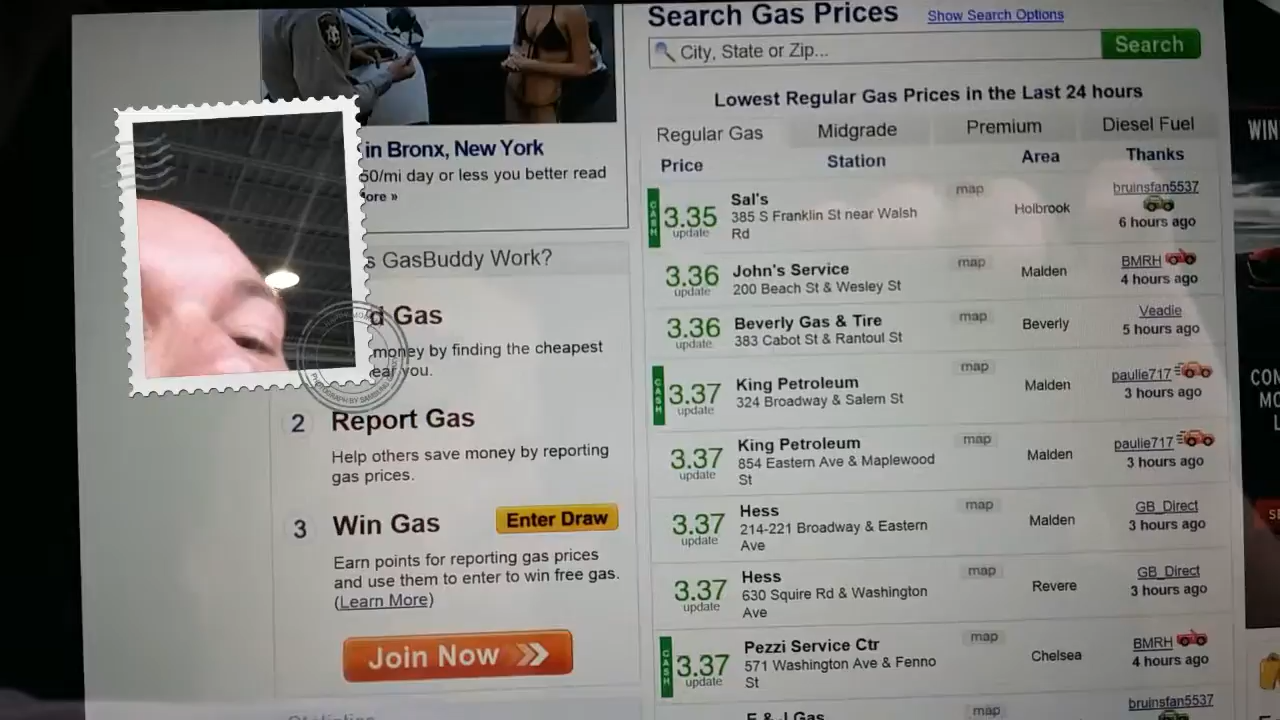 Search Gas Prices
Show Search Options
City, State or Zip...
Search
Lowest Regular Gas Prices in the Last 24 hours
Regular Gas
Midgrade
Premium
Diesel Fuel
Price
Station
Area
Thanks
CASH
3.35
update
Sal's
385 S Franklin St near Walsh
Rd
map
Holbrook
bruinsfan5537
6 hours ago
3.36
update
John's Service
200 Beach St & Wesley St
map
Malden
BMRH
4 hours ago
3.36
update
Beverly Gas & Tire
383 Cabot St & Rantoul St
map
Beverly
Veadie
5 hours ago
CASH
3.37
update
King Petroleum
324 Broadway & Salem St
map
Malden
paulie717
3 hours ago
3.37
update
King Petroleum
854 Eastern Ave & Maplewood
St
map
Malden
paulie717
3 hours ago
3.37
update
Hess
214-221 Broadway & Eastern
Ave
map
Malden
GB_Direct
3 hours ago
3.37
update
Hess
630 Squire Rd & Washington
Ave
map
Revere
GB_Direct
3 hours ago
CASH
3.37
update
Pezzi Service Ctr
571 Washington Ave & Fenno
St
map
Chelsea
BMRH
4 hours ago
map
bruinsfan5537
in Bronx, New York
50/mi day or less you better read
ore »
s GasBuddy Work?
d Gas
money by finding the cheapest
ear you.
2
Report Gas
Help others save money by reporting
gas prices.
3
Win Gas
Enter Draw
Earn points for reporting gas prices
and use them to enter to win free gas.
(Learn More)
Join Now
WIN
CON
MO
L
PHOTOGRAPH BY SAMSUNG